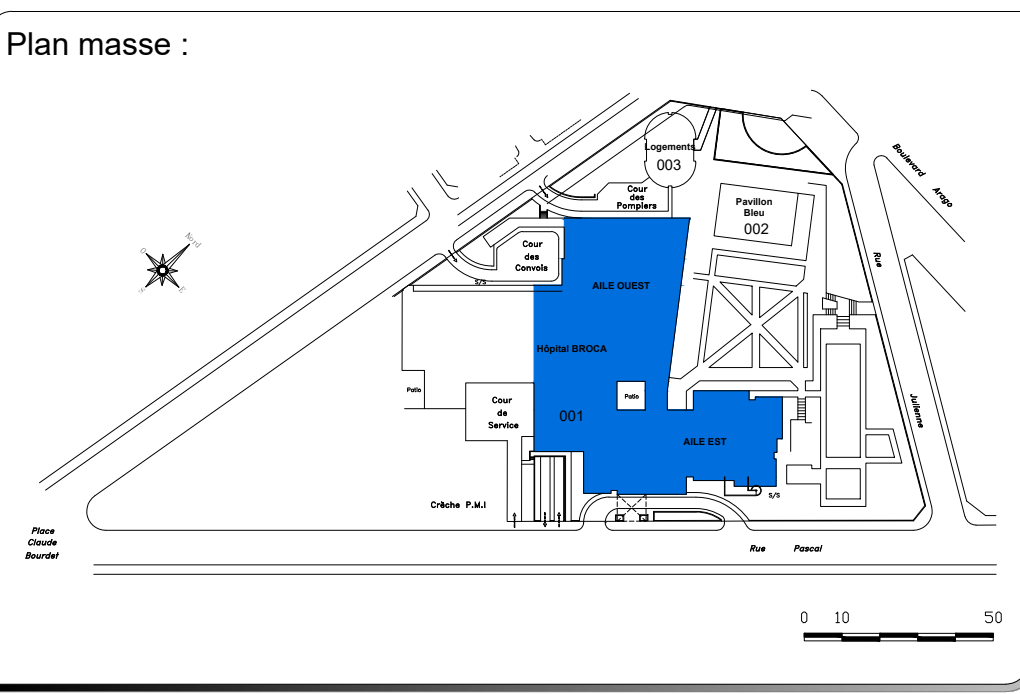 Plan masse :
Logements
003
Cour
des
Pompiers
Pavillon
Bleu
002
Boulevard Arago
Nord
O
S
E
Cour
des
Convois
S/S
AILE OUEST
Rue Julienne
Hôpital BROCA
Patio
Patio
Cour
de
Service
001
AILE EST
S/S
Crèche P.M.I
Place
Claude
Bourdet
Rue Pascal
0 10 50